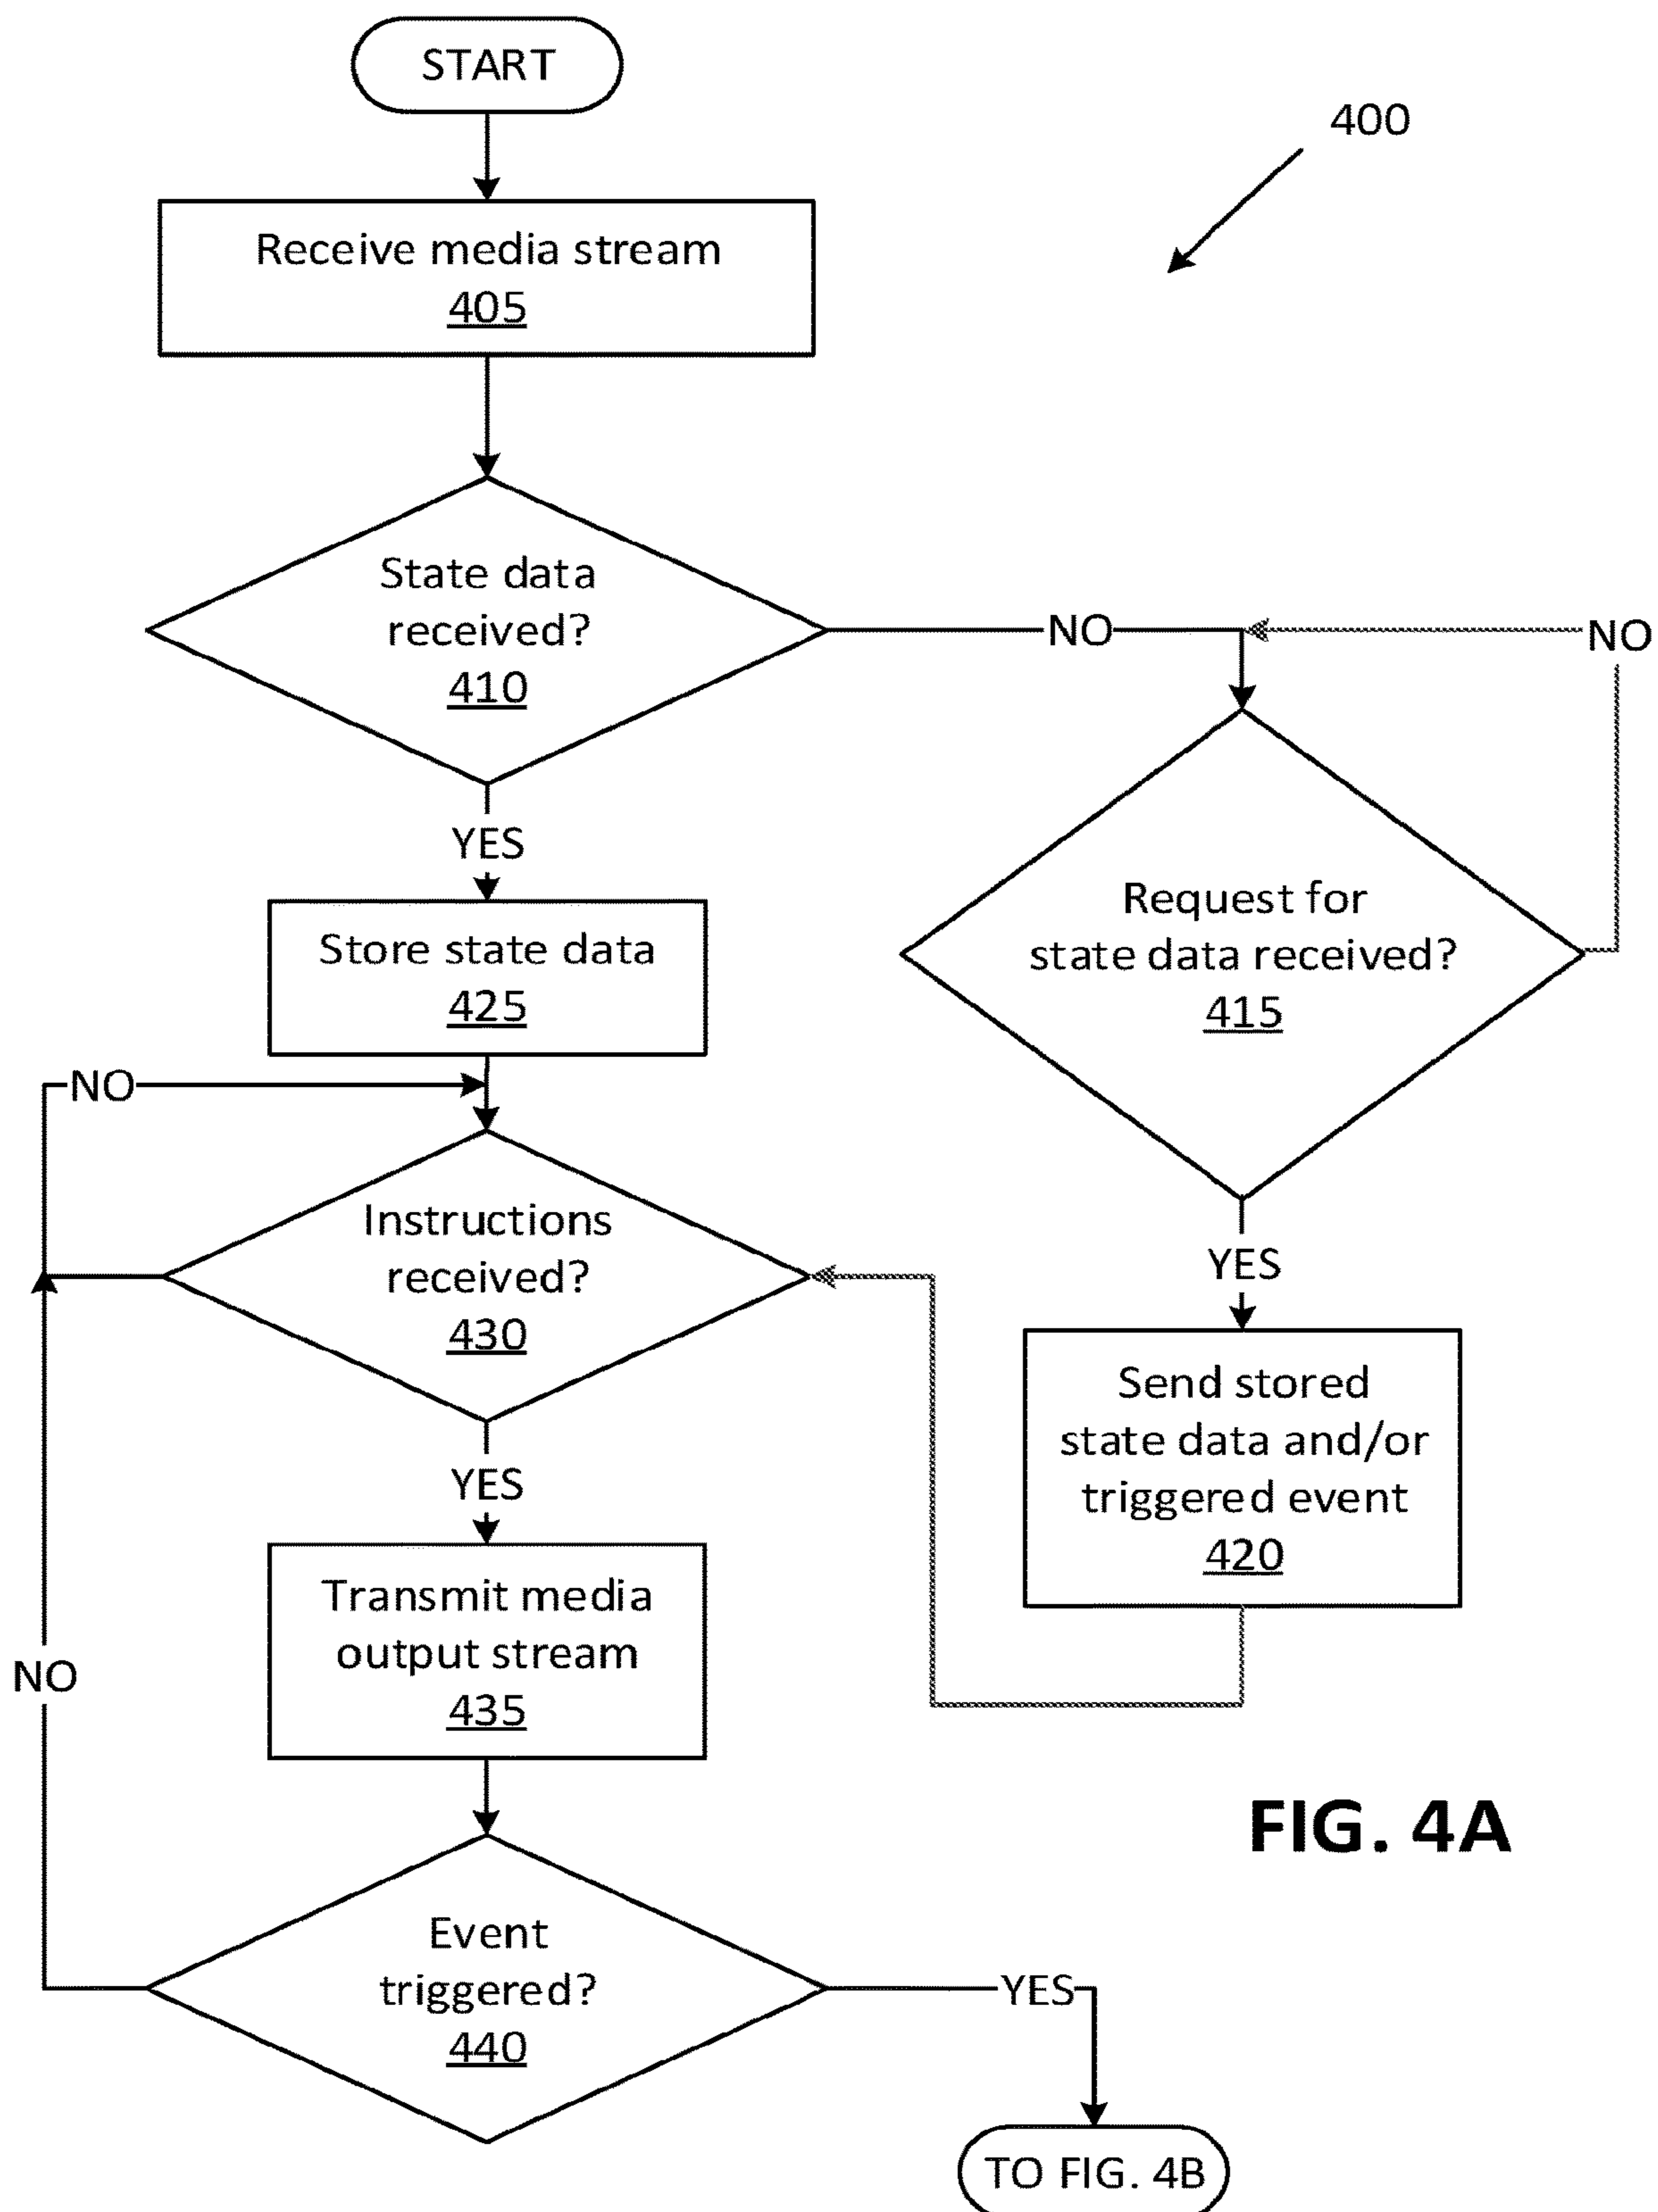 START
400
Receive media stream
405
State data
received?
410
NO
NO
YES
Request for
state data received?
415
Store state data
425
NO
Instructions
received?
430
YES
YES
Send stored
state data and/or
triggered event
420
Transmit media
output stream
435
NO
FIG. 4A
Event
triggered?
440
YES
TO FIG. 4B